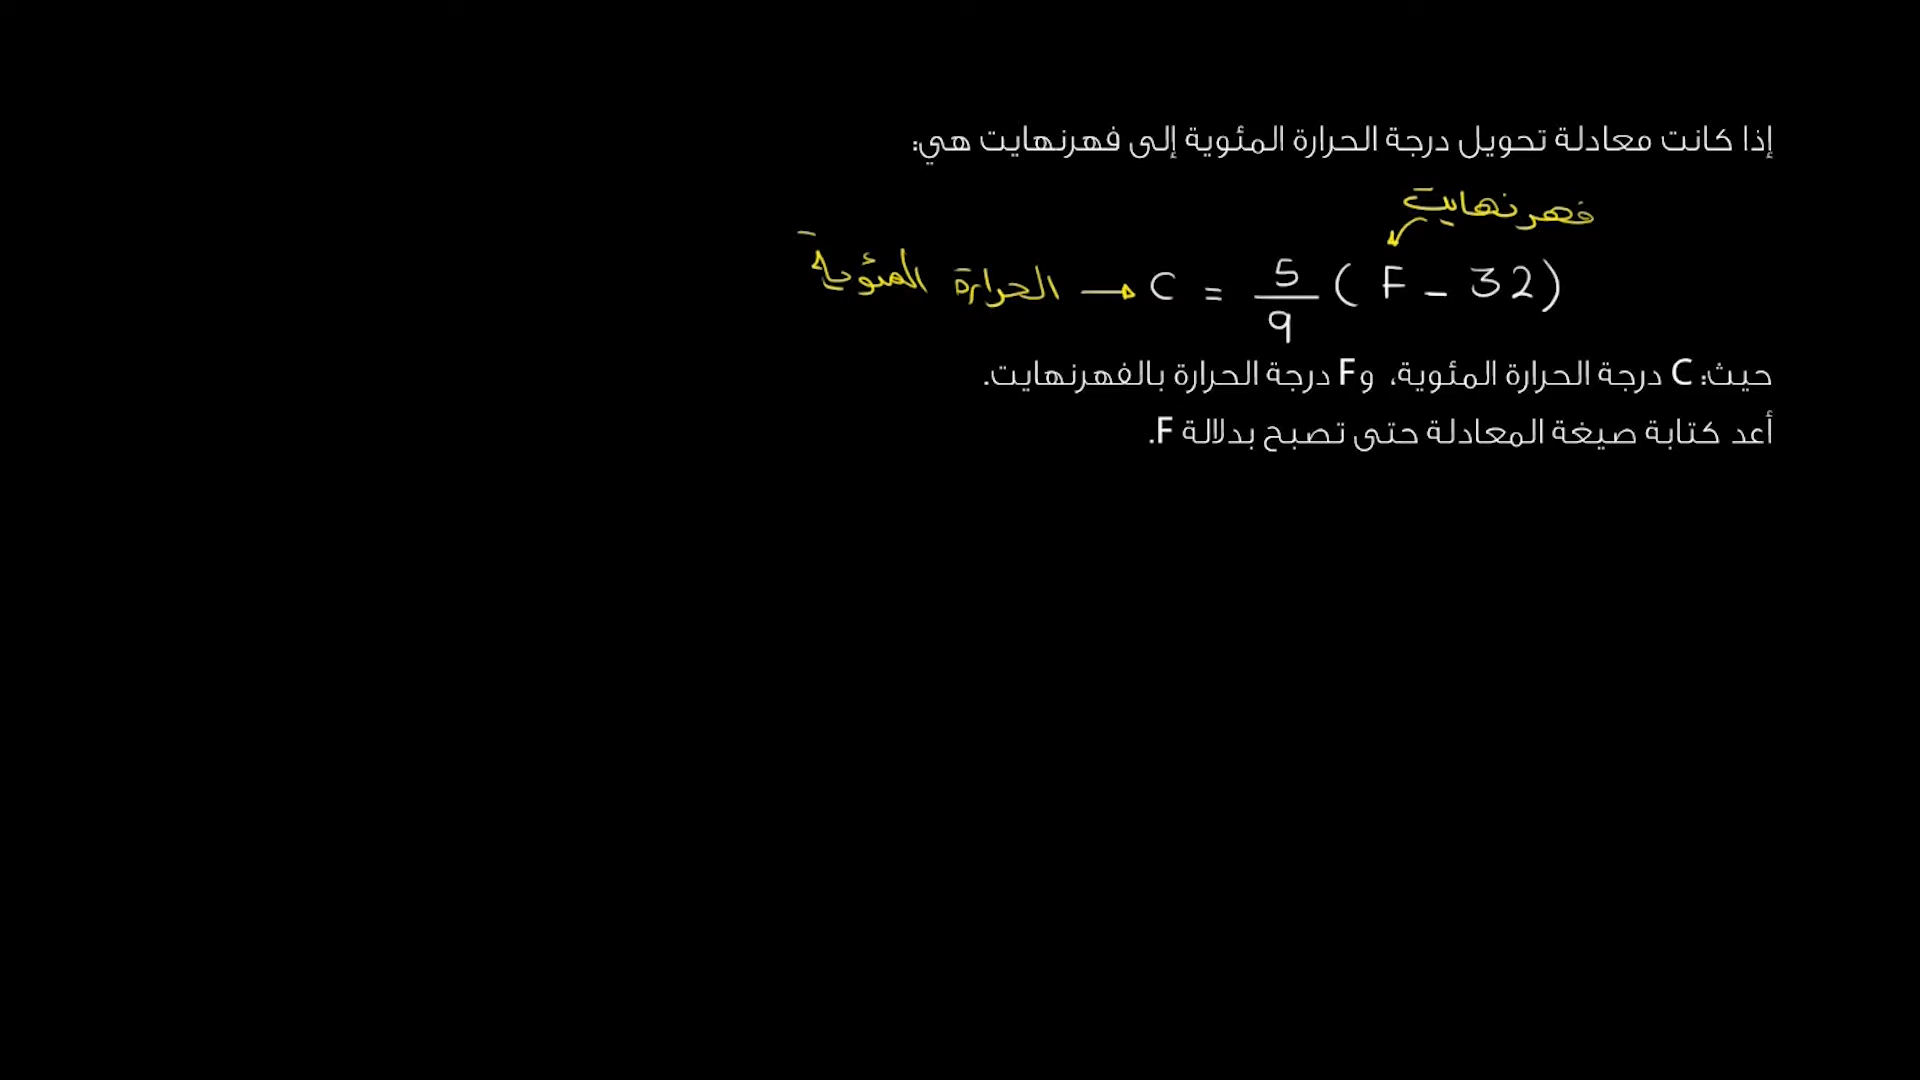 إذا كانت معادلة تحويل درجة الحرارة المئوية إلى فهرنهايت هي:
فهرنهايت
الحرارة المئوية → C = 5/9 ( F - 32)
حيث: C درجة الحرارة المئوية، وF درجة الحرارة بالفهرنهايت.
أعد كتابة صيغة المعادلة حتى تصبح بدلالة F.